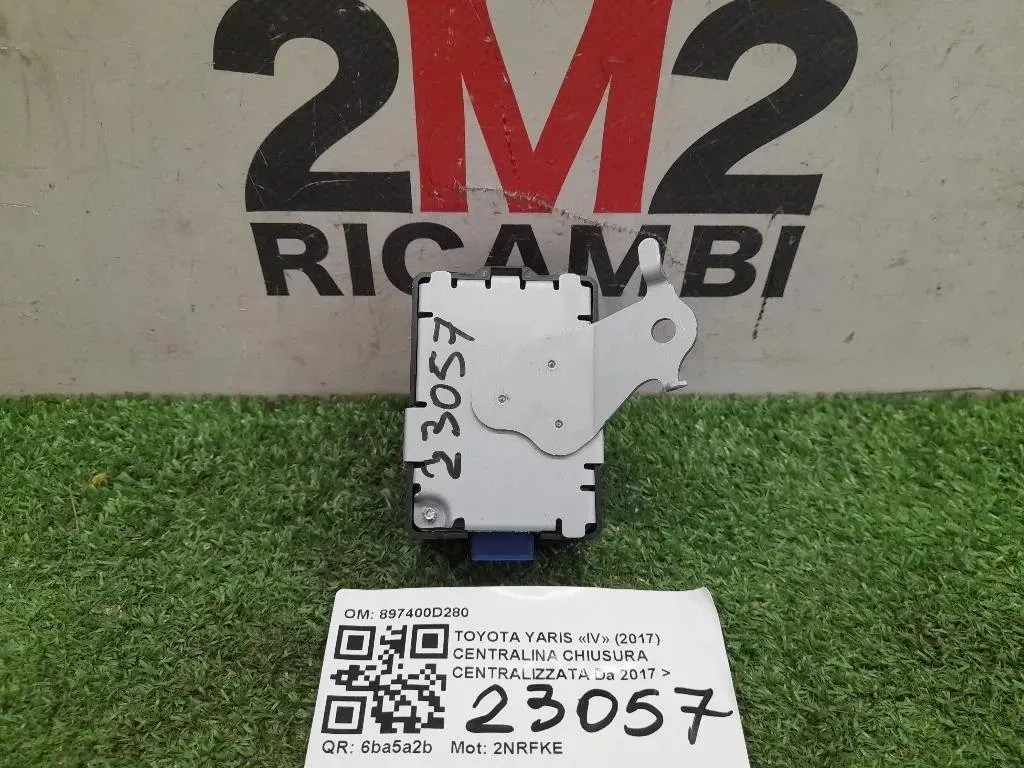 2M2
RICAMBI
23057
OM: 897400D280
TOYOTA YARIS «IV» (2017)
CENTRALINA CHIUSURA
CENTRALIZZATA Da 2017 >
23057
QR: 6ba5a2b Mot: 2NRFKE